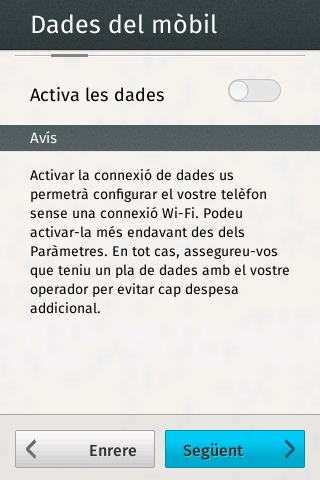 Dades del mòbil
Activa les dades
Avís
Activar la connexió de dades us
permetrà configurar el vostre telèfon
sense una connexió Wi-Fi. Podeu
activar-la més endavant des dels
Paràmetres. En tot cas, assegureu-vos
que teniu un pla de dades amb el vostre
operador per evitar cap despesa
addicional.
Enrere
Següent